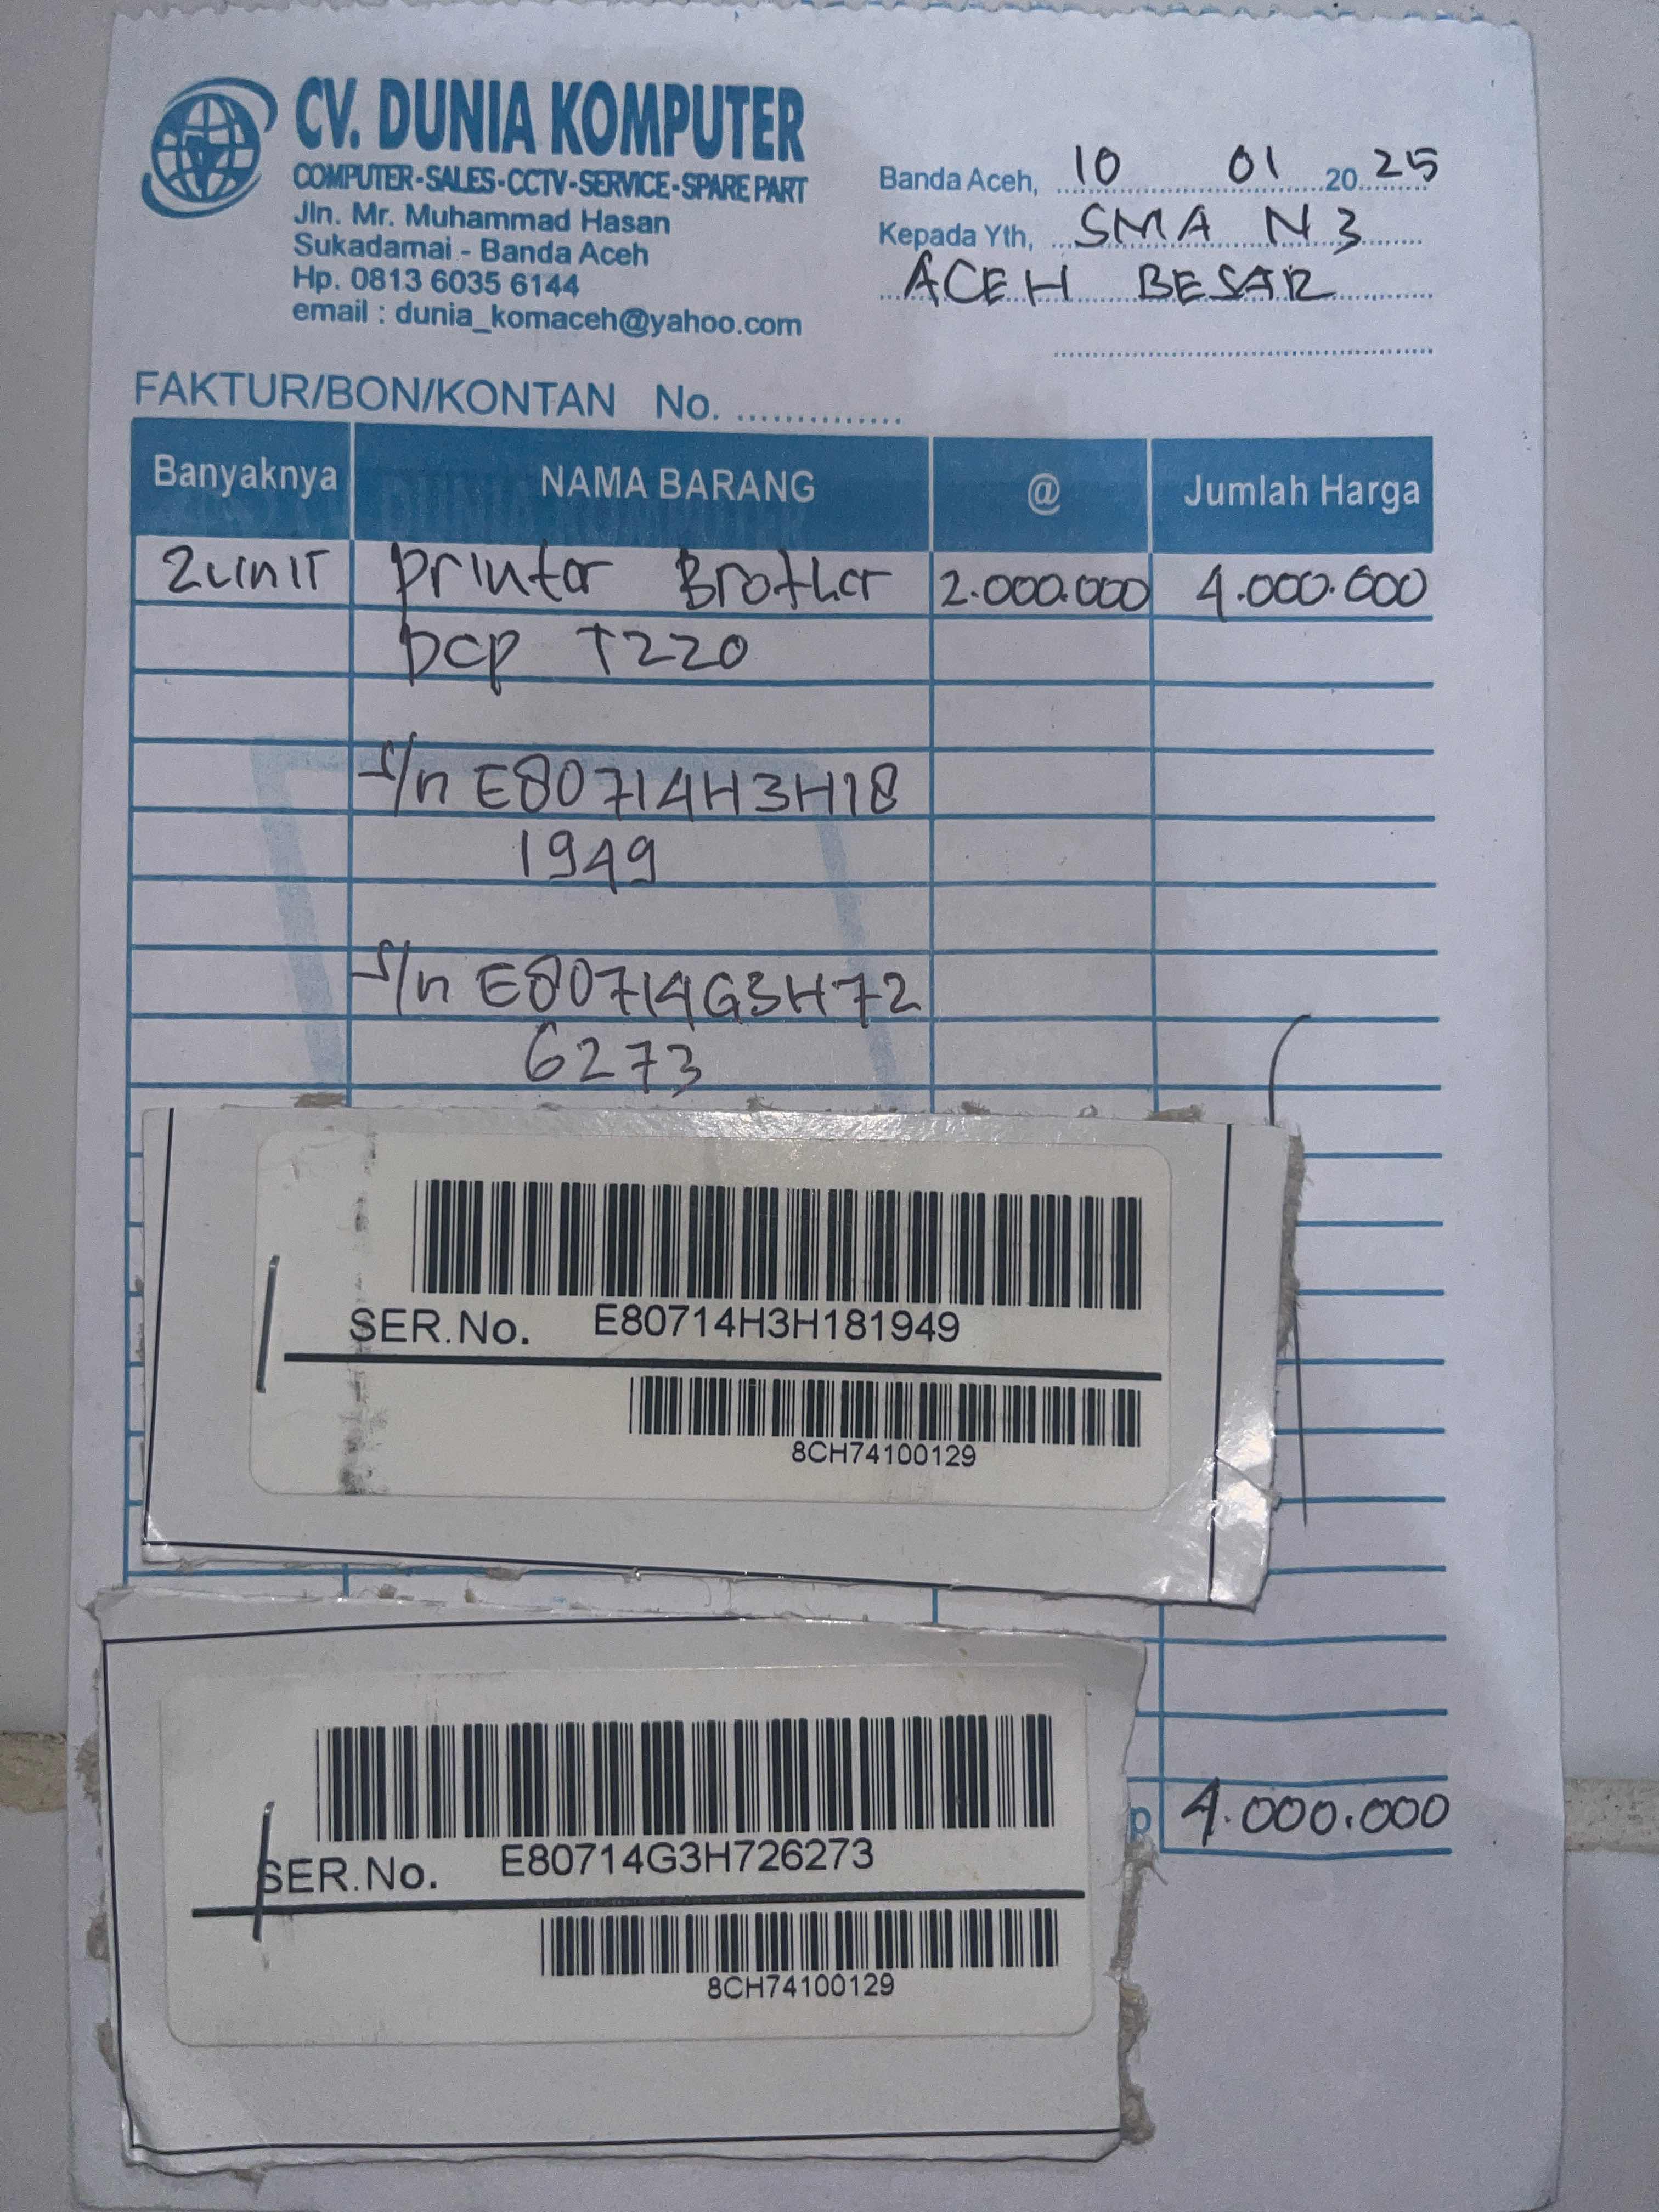 CV. DUNIA KOMPUTER
COMPUTER - SALES - CCTV - SERVICE - SPARE PART
Jln. Mr. Muhammad Hasan
Sukadamai - Banda Aceh
Hp. 0813 6035 6144
email : dunia_komaceh@yahoo.com
Banda Aceh, 10 01 2025
Kepada Yth, SMA N 3
ACEH BESAR
FAKTUR/BON/KONTAN No. ..............
Banyaknya NAMA BARANG @ Jumlah Harga
2 unit Printer Brother 2.000.000 4.000.000
DCP T220
S/n E80714H3H18
1949
S/n E80714G3H72
6273
SER.No. E80714H3H181949
8CH74100129
SER.No. E80714G3H726273
8CH74100129
p 4.000.000